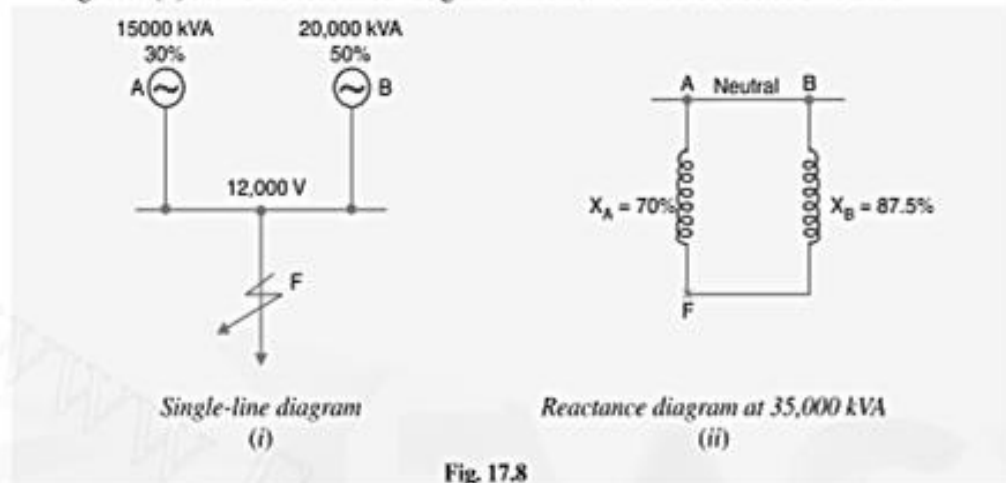 15000 kVA
30%
A
20,000 kVA
50%
B
12,000 V
F
Single-line diagram
(i)
A Neutral B
X_A = 70%
X_B = 87.5%
F
Reactance diagram at 35,000 kVA
(ii)
Fig. 17.8